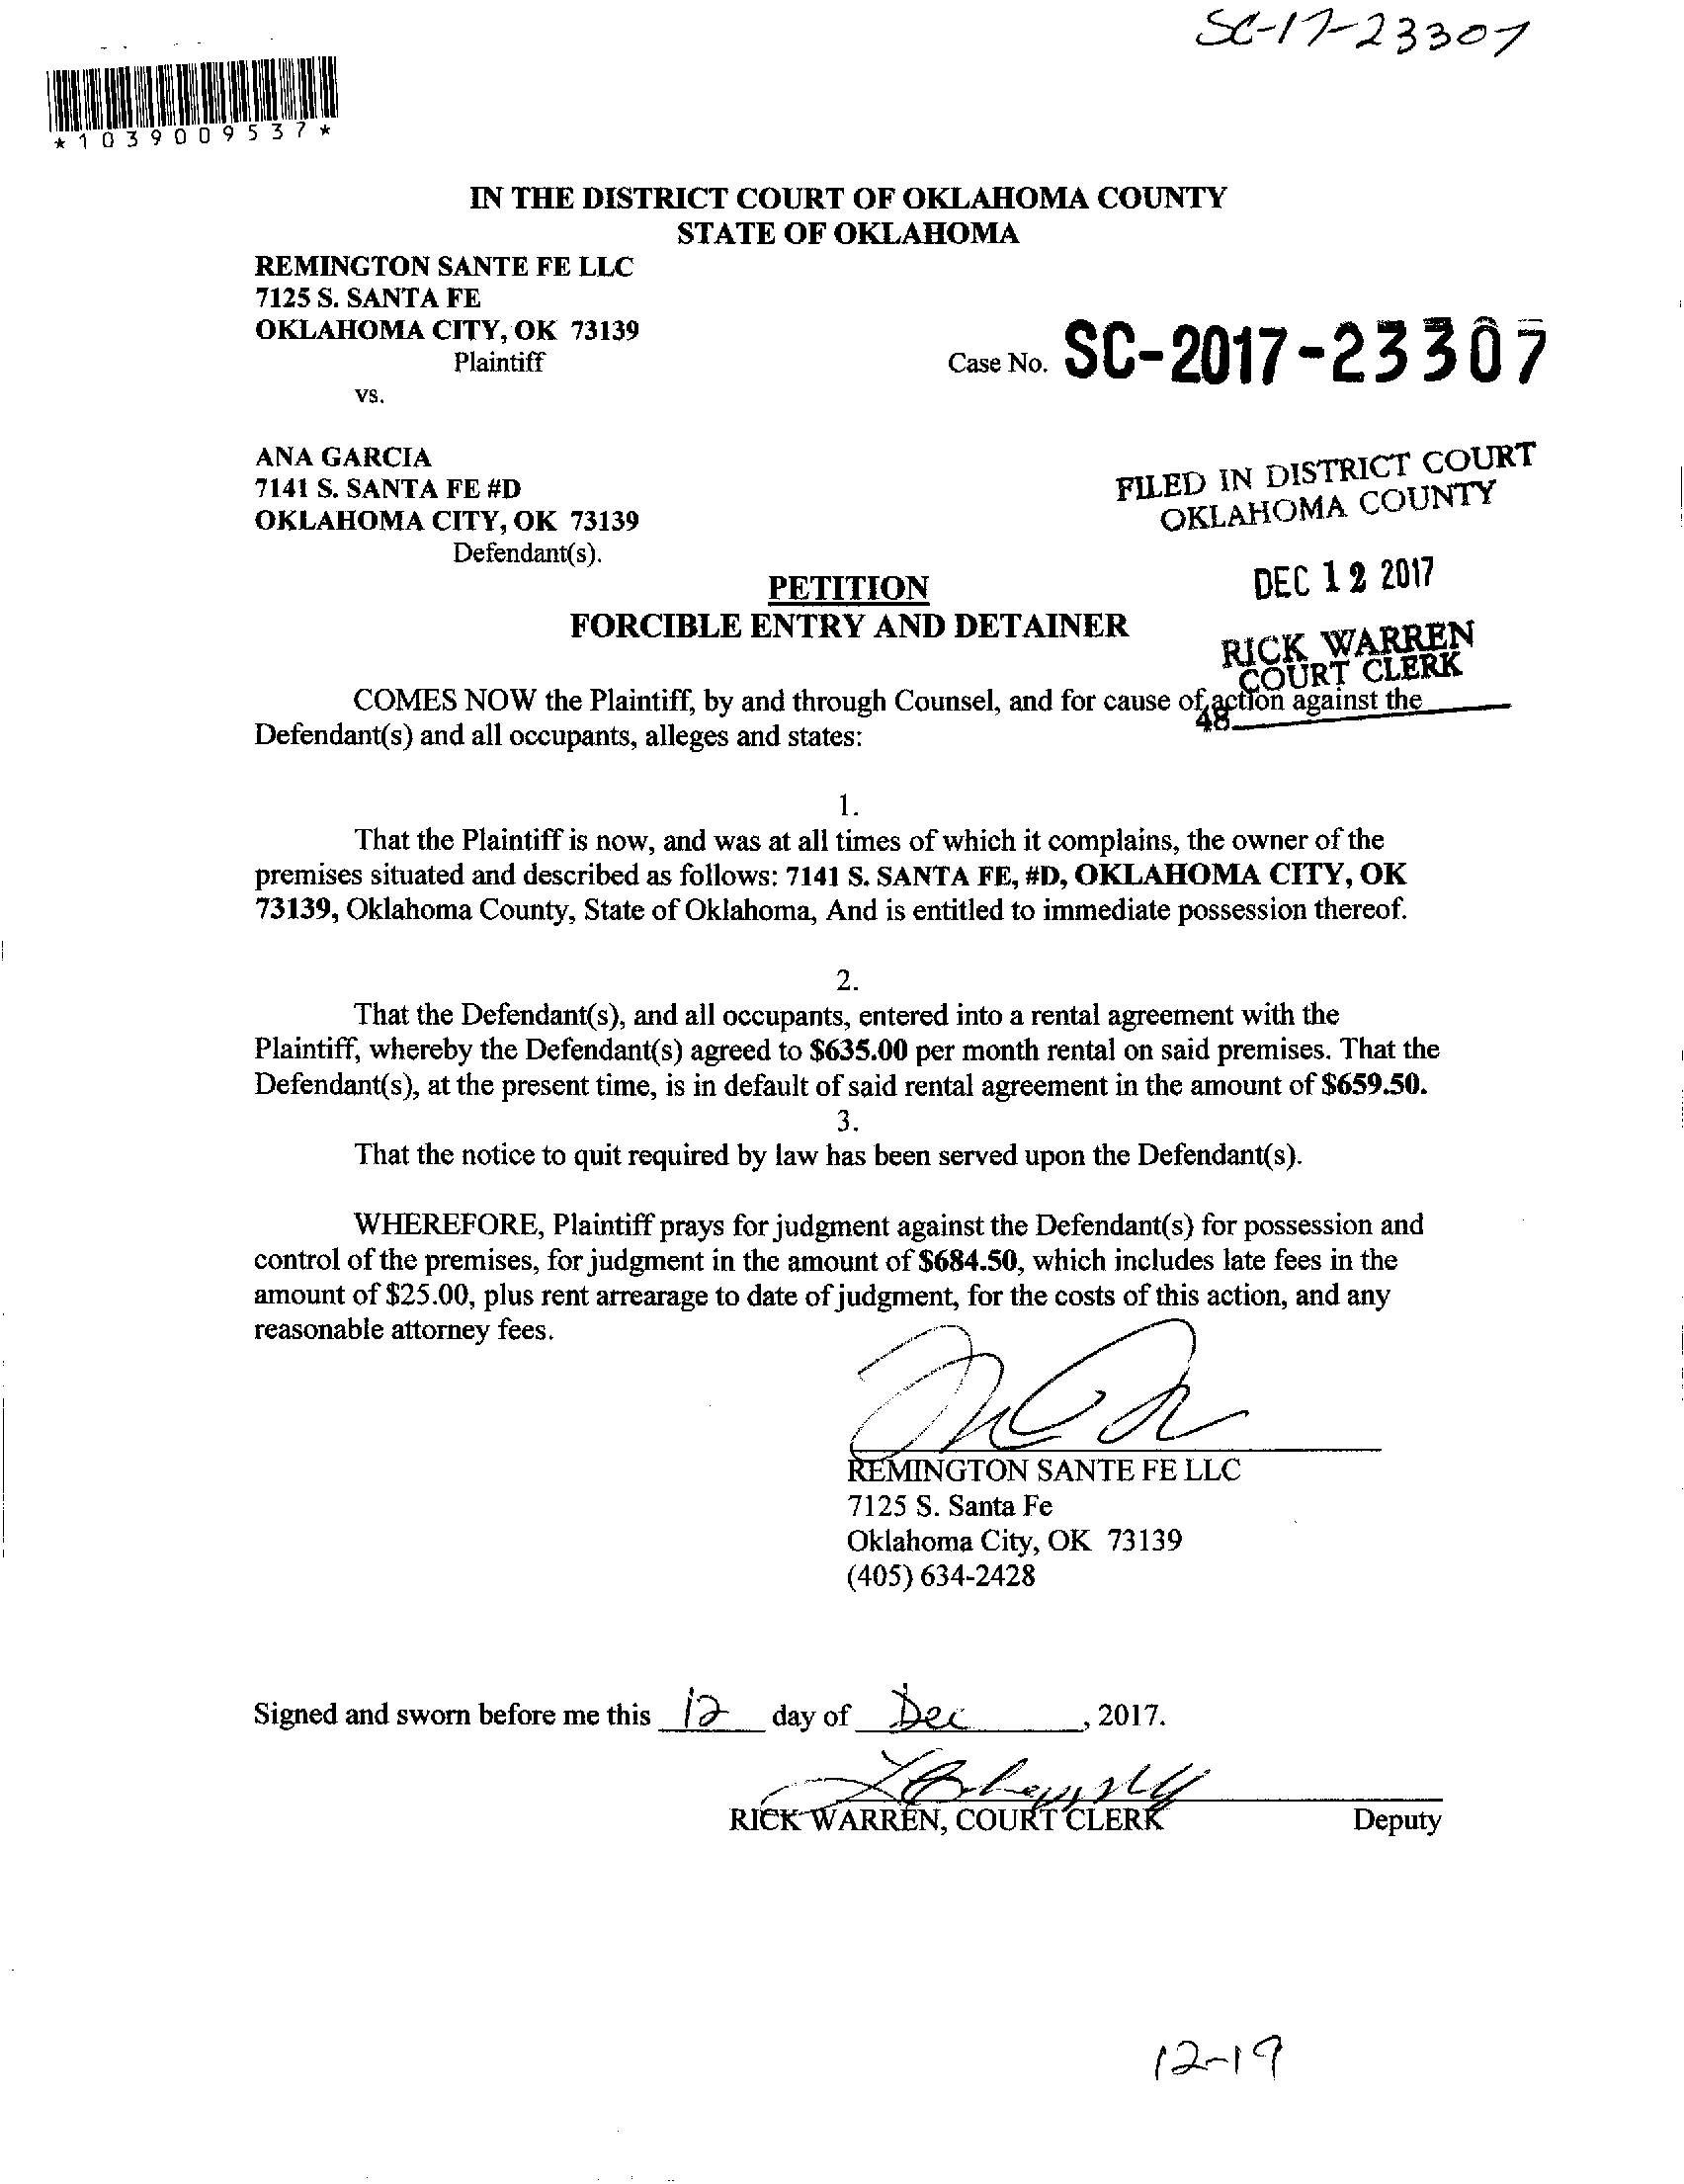 SC-17-23307
*1039009537*
IN THE DISTRICT COURT OF OKLAHOMA COUNTY
STATE OF OKLAHOMA
REMINGTON SANTE FE LLC
7125 S. SANTA FE
OKLAHOMA CITY, OK 73139
Plaintiff
Case No. SC-2017-23307
vs.
ANA GARCIA
7141 S. SANTA FE #D
OKLAHOMA CITY, OK 73139
Defendant(s).
FILED IN DISTRICT COURT
OKLAHOMA COUNTY
DEC 12 2017
RICK WARREN
COURT CLERK
48
PETITION
FORCIBLE ENTRY AND DETAINER
COMES NOW the Plaintiff, by and through Counsel, and for cause of action against the
Defendant(s) and all occupants, alleges and states:
1.
That the Plaintiff is now, and was at all times of which it complains, the owner of the
premises situated and described as follows: 7141 S. SANTA FE, #D, OKLAHOMA CITY, OK
73139, Oklahoma County, State of Oklahoma, And is entitled to immediate possession thereof.
2.
That the Defendant(s), and all occupants, entered into a rental agreement with the
Plaintiff, whereby the Defendant(s) agreed to $635.00 per month rental on said premises. That the
Defendant(s), at the present time, is in default of said rental agreement in the amount of $659.50.
3.
That the notice to quit required by law has been served upon the Defendant(s).
WHEREFORE, Plaintiff prays for judgment against the Defendant(s) for possession and
control of the premises, for judgment in the amount of $684.50, which includes late fees in the
amount of $25.00, plus rent arrearage to date of judgment, for the costs of this action, and any
reasonable attorney fees.
REMINGTON SANTE FE LLC
7125 S. Santa Fe
Oklahoma City, OK 73139
(405) 634-2428
Signed and sworn before me this 12 day of Dec, 2017.
RICK WARREN, COURT CLERK Deputy
12-19